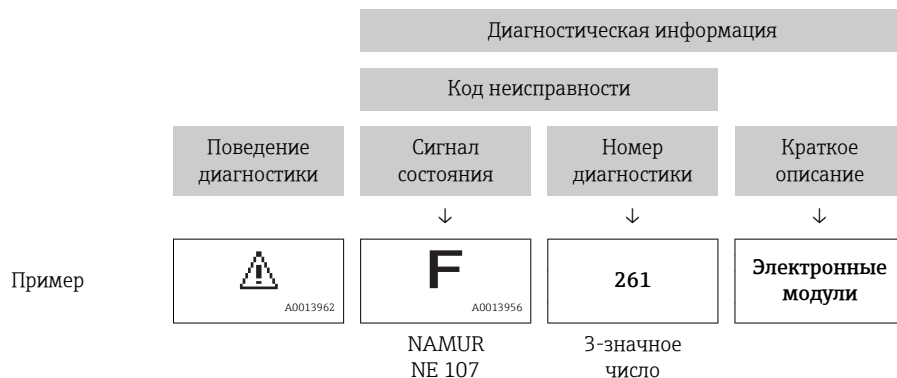 Диагностическая информация
Код неисправности
Поведение диагностики
Сигнал состояния
Номер диагностики
Краткое описание
↓ ↓ ↓
Пример
A0013962
F
A0013956
261
Электронные модули
NAMUR NE 107
3-значное число